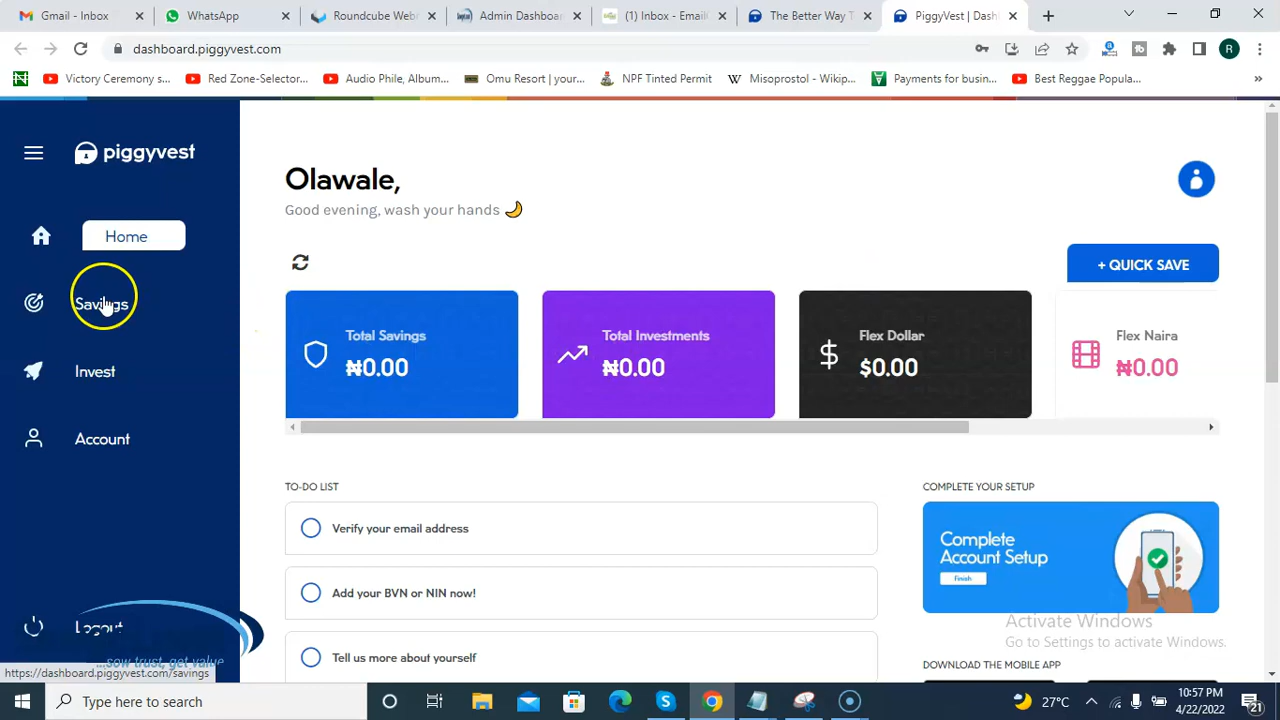 Gmail - Inbox
WhatsApp
Roundcube Web
Admin Dashboar
(1) Inbox - Email
The Better Way T
PiggyVest | Dash
dashboard.piggyvest.com
R
Victory Ceremony s...
Red Zone-Selector...
Audio Phile, Album...
Omu Resort | your...
NPF Tinted Permit
W Misoprostol - Wikip...
Payments for busin...
Best Reggae Popula...
»
piggyvest
Olawale,
Good evening, wash your hands
Home
+ QUICK SAVE
Savings
Total Savings
₦0.00
Total Investments
₦0.00
Flex Dollar
$0.00
Flex Naira
₦0.00
Invest
Account
TO-DO LIST
COMPLETE YOUR SETUP
Verify your email address
Complete
Account Setup
finish
Add your BVN or NIN now!
Activate Windows
Go to Settings to activate Windows.
Logout
...sow trust, get value
Tell us more about yourself
DOWNLOAD THE MOBILE APP
https://dashboard.piggyvest.com/savings
Type here to search
27°C
10:57 PM
4/22/2022
21